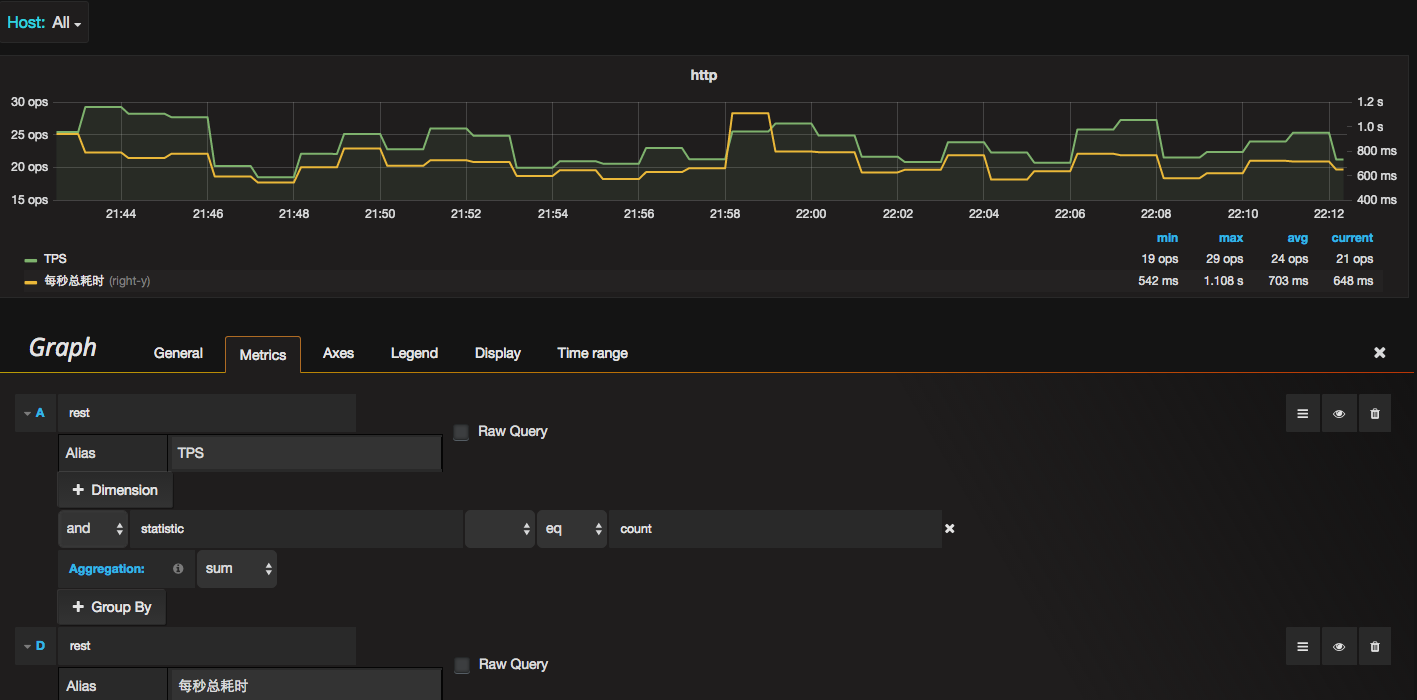 Host: All
http
30 ops 1.2 s
25 ops 1.0 s
20 ops 800 ms
600 ms
15 ops 400 ms
21:44 21:46 21:48 21:50 21:52 21:54 21:56 21:58 22:00 22:02 22:04 22:06 22:08 22:10 22:12
min max avg current
TPS 19 ops 29 ops 24 ops 21 ops
每秒总耗时 (right-y) 542 ms 1.108 s 703 ms 648 ms
Graph General Metrics Axes Legend Display Time range
A rest
Raw Query
Alias TPS
Dimension
and statistic eq count
Aggregation: sum
Group By
D rest
Raw Query
Alias 每秒总耗时